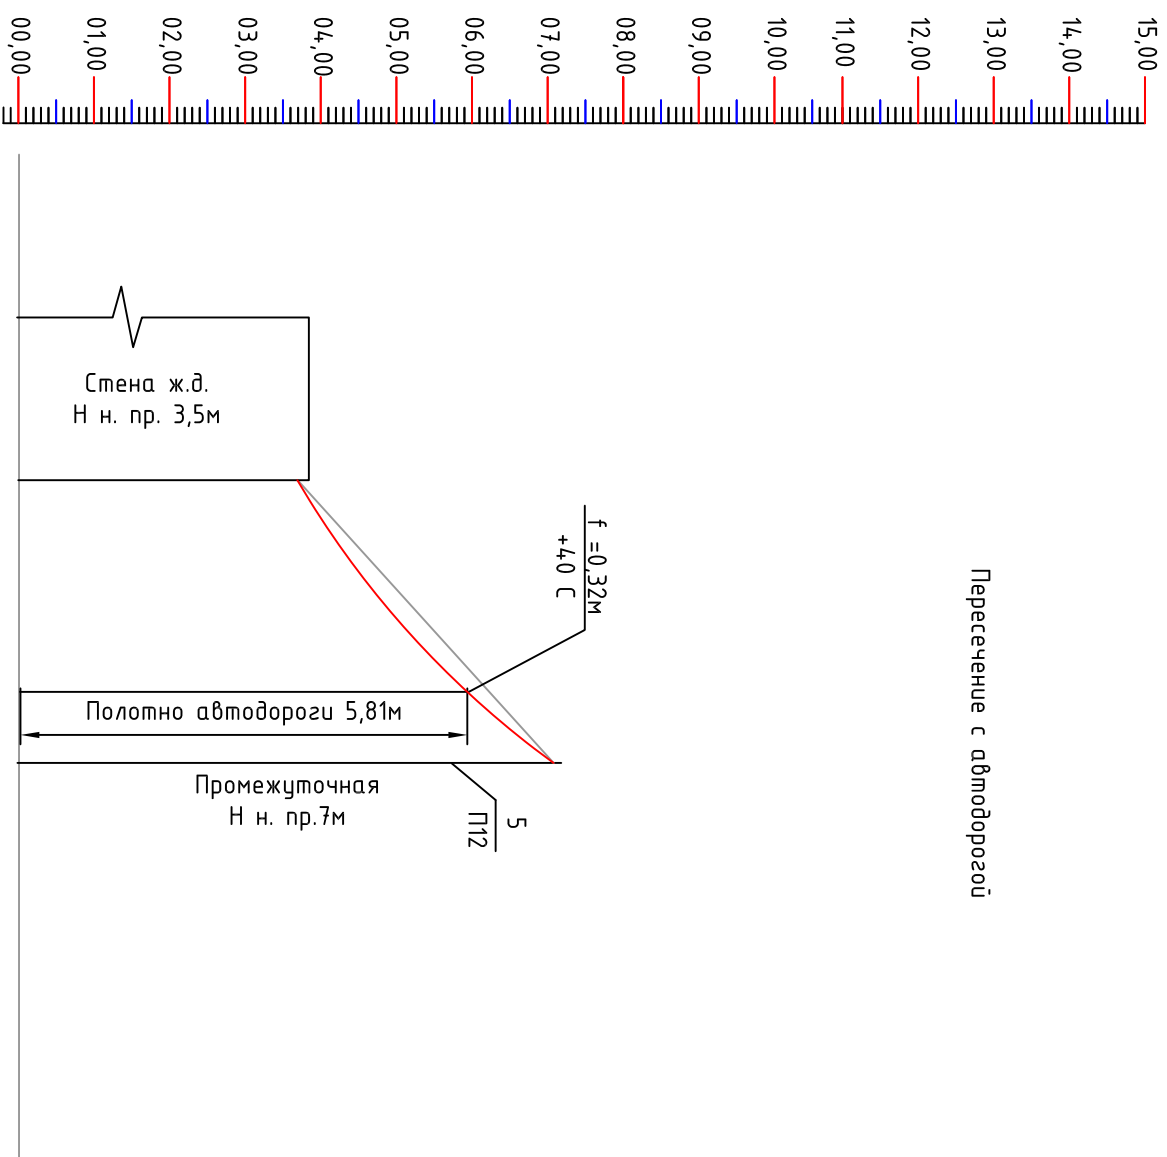 00,00
01,00
02,00
03,00
04,00
05,00
06,00
07,00
08,00
09,00
10,00
11,00
12,00
13,00
14,00
15,00
Стена ж.д.
Н н. пр. 3,5м
f =0,32м
+40 С
Пересечение с автодорогой
Полотно автодороги 5,81м
Промежуточная
Н н. пр.7м
5
П12